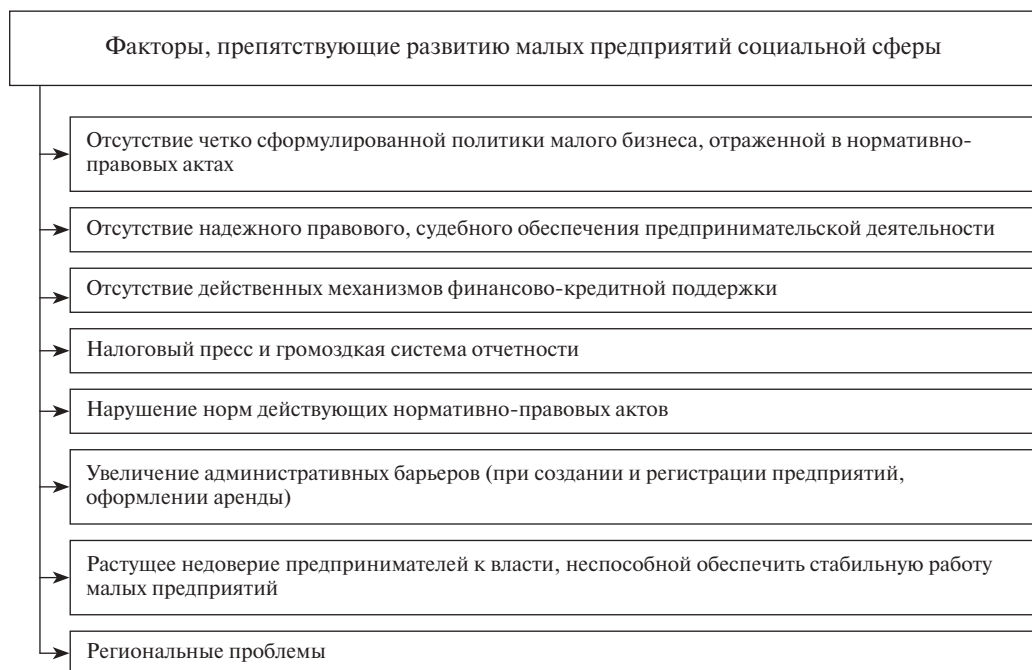 Факторы, препятствующие развитию малых предприятий социальной сферы
Отсутствие четко сформулированной политики малого бизнеса, отраженной в нормативно-
правовых актах
Отсутствие надежного правового, судебного обеспечения предпринимательской деятельности
Отсутствие действенных механизмов финансово-кредитной поддержки
Налоговый пресс и громоздкая система отчетности
Нарушение норм действующих нормативно-правовых актов
Увеличение административных барьеров (при создании и регистрации предприятий,
оформлении аренды)
Растущее недоверие предпринимателей к власти, неспособной обеспечить стабильную работу
малых предприятий
Региональные проблемы